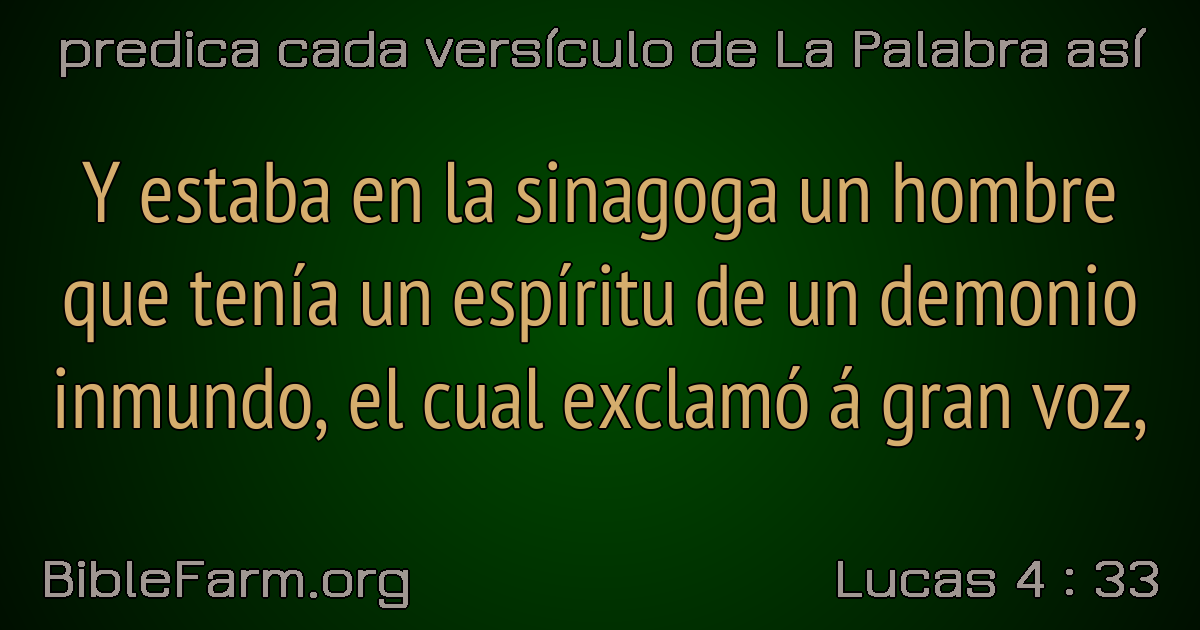 predica cada versículo de La Palabra así
Y estaba en la sinagoga un hombre
que tenía un espíritu de un demonio
inmundo, el cual exclamó á gran voz,
BibleFarm.org
Lucas 4 : 33